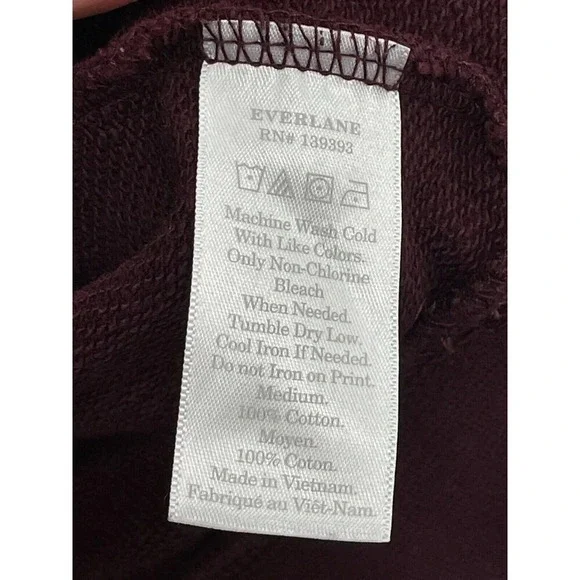 EVERLANE
RN# 139393
Machine Wash Cold
With Like Colors.
Only Non-Chlorine
Bleach
When Needed.
Tumble Dry Low.
Cool Iron If Needed.
Do not Iron on Print.
Medium.
100% Cotton.
Moyen.
100% Coton.
Made in Vietnam.
Fabriqué au Viêt-Nam.